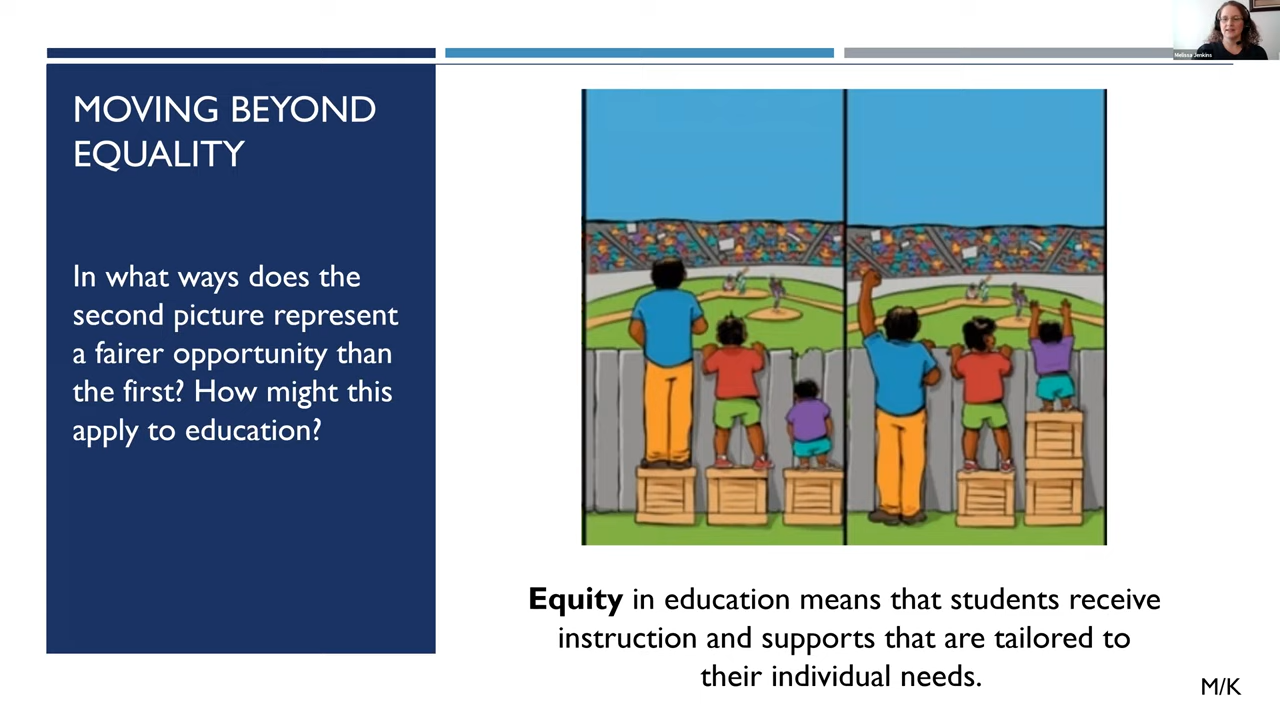 Melissa Jenkins
MOVING BEYOND
EQUALITY
In what ways does the
second picture represent
a fairer opportunity than
the first? How might this
apply to education?
Equity in education means that students receive
instruction and supports that are tailored to
their individual needs.
M/K